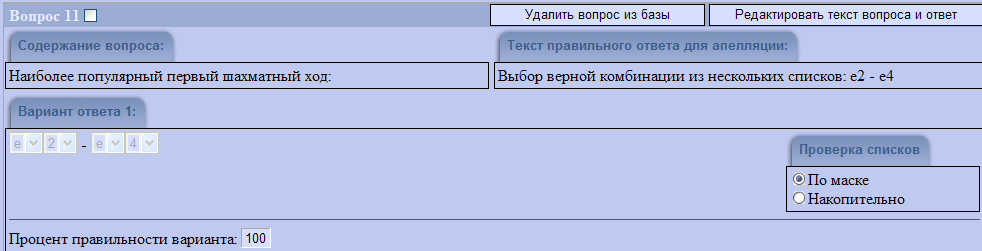 Вопрос 11
Удалить вопрос из базы
Редактировать текст вопроса и ответ
Содержание вопроса:
Текст правильного ответа для апелляции:
Наиболее популярный первый шахматный ход:
Выбор верной комбинации из нескольких списков: e2 - e4
Вариант ответа 1:
e 2 - e 4
Проверка списков
По маске
Накопительно
Процент правильности варианта: 100